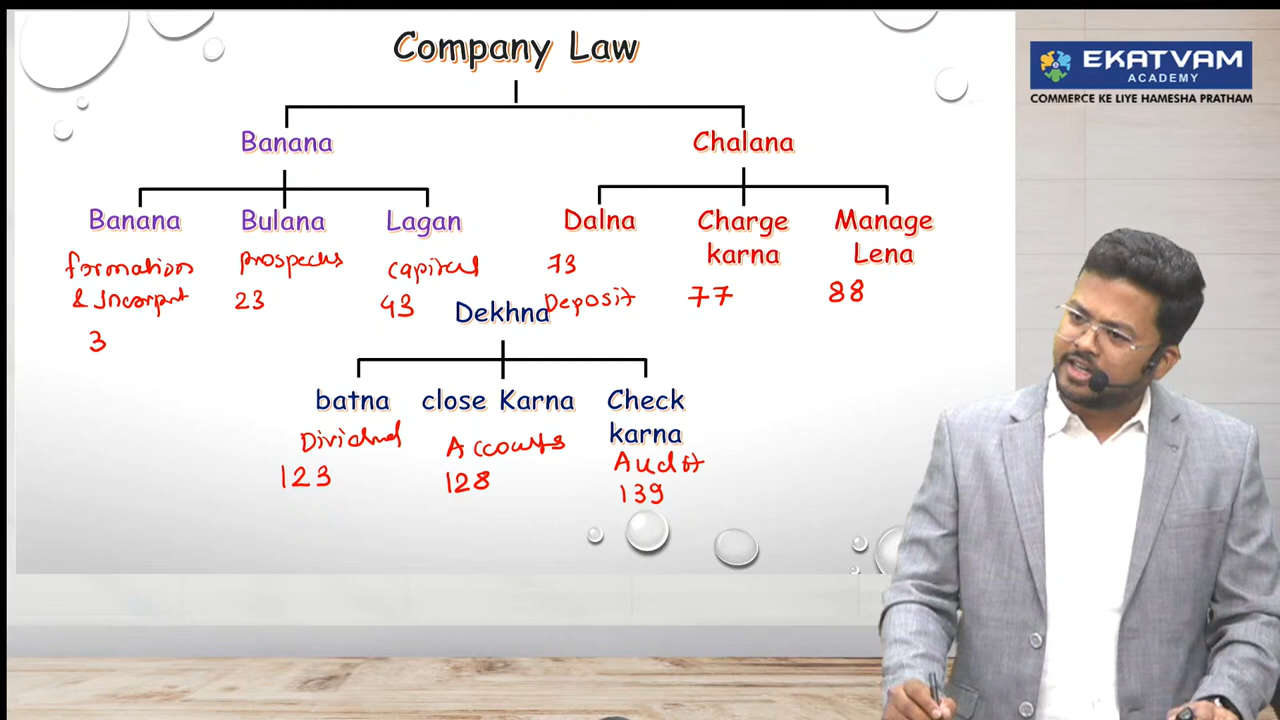 Company Law
EKATVAM
ACADEMY
COMMERCE KE LIYE HAMESHA PRATHAM
Banana
Chalana
Banana
Bulana
Lagan
Dalna
Charge
karna
Manage
Lena
formation
& Incorpt
3
prospectus
23
capital
43
73
Deposit
77
88
Dekhna
batna
close Karna
Check
karna
Dividend
123
Accounts
128
Audit
139